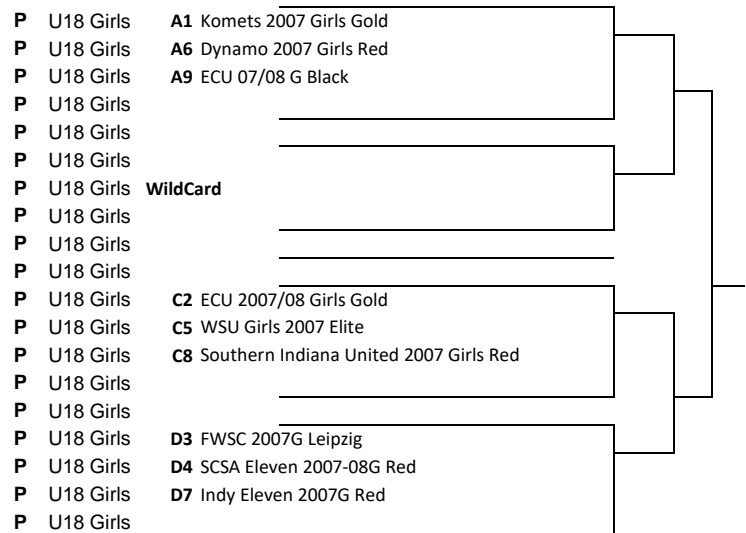 P U18 Girls A1 Komets 2007 Girls Gold
P U18 Girls A6 Dynamo 2007 Girls Red
P U18 Girls A9 ECU 07/08 G Black
P U18 Girls
P U18 Girls
P U18 Girls
P U18 Girls WildCard
P U18 Girls
P U18 Girls
P U18 Girls
P U18 Girls C2 ECU 2007/08 Girls Gold
P U18 Girls C5 WSU Girls 2007 Elite
P U18 Girls C8 Southern Indiana United 2007 Girls Red
P U18 Girls
P U18 Girls
P U18 Girls D3 FWSC 2007G Leipzig
P U18 Girls D4 SCSA Eleven 2007-08G Red
P U18 Girls D7 Indy Eleven 2007G Red
P U18 Girls